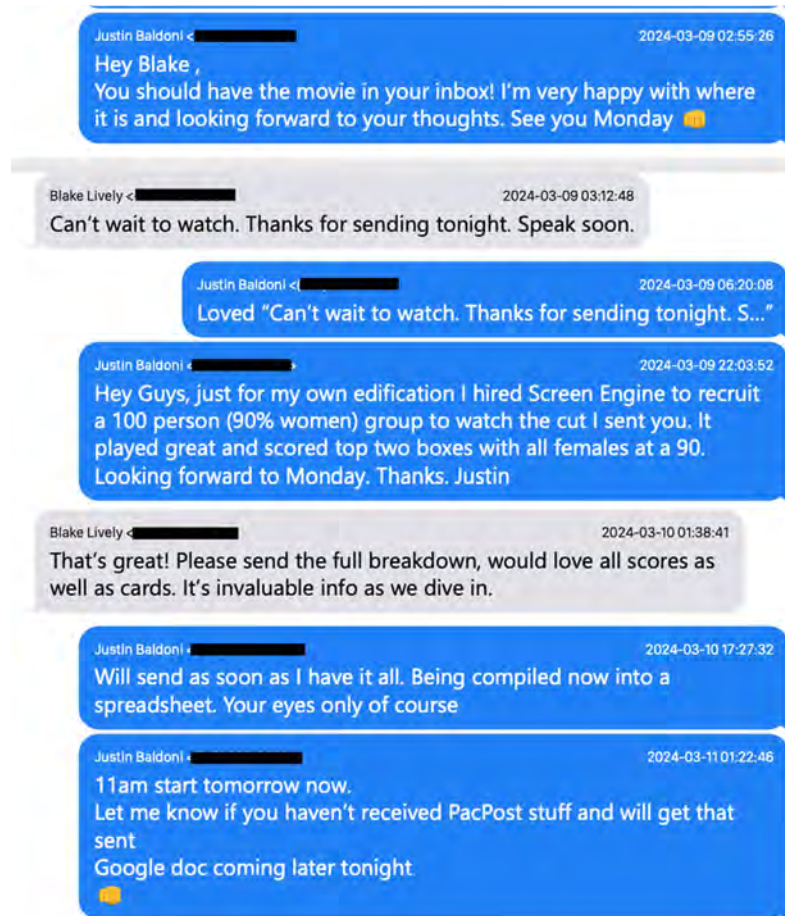 Justin Baldoni <
2024-03-09 02:55:26
Hey Blake ,
You should have the movie in your inbox! I'm very happy with where
it is and looking forward to your thoughts. See you Monday 👊
Blake Lively <
2024-03-09 03:12:48
Can't wait to watch. Thanks for sending tonight. Speak soon.
Justin Baldoni <(
2024-03-09 06:20:08
Loved "Can't wait to watch. Thanks for sending tonight. S..."
Justin Baldoni <
2024-03-09 22:03:52
Hey Guys, just for my own edification I hired Screen Engine to recruit
a 100 person (90% women) group to watch the cut I sent you. It
played great and scored top two boxes with all females at a 90.
Looking forward to Monday. Thanks. Justin
Blake Lively <
2024-03-10 01:38:41
That's great! Please send the full breakdown, would love all scores as
well as cards. It's invaluable info as we dive in.
Justin Baldoni <
2024-03-10 17:27:32
Will send as soon as I have it all. Being compiled now into a
spreadsheet. Your eyes only of course
Justin Baldoni <
2024-03-11 01:22:46
11am start tomorrow now.
Let me know if you haven't received PacPost stuff and will get that
sent
Google doc coming later tonight
👊